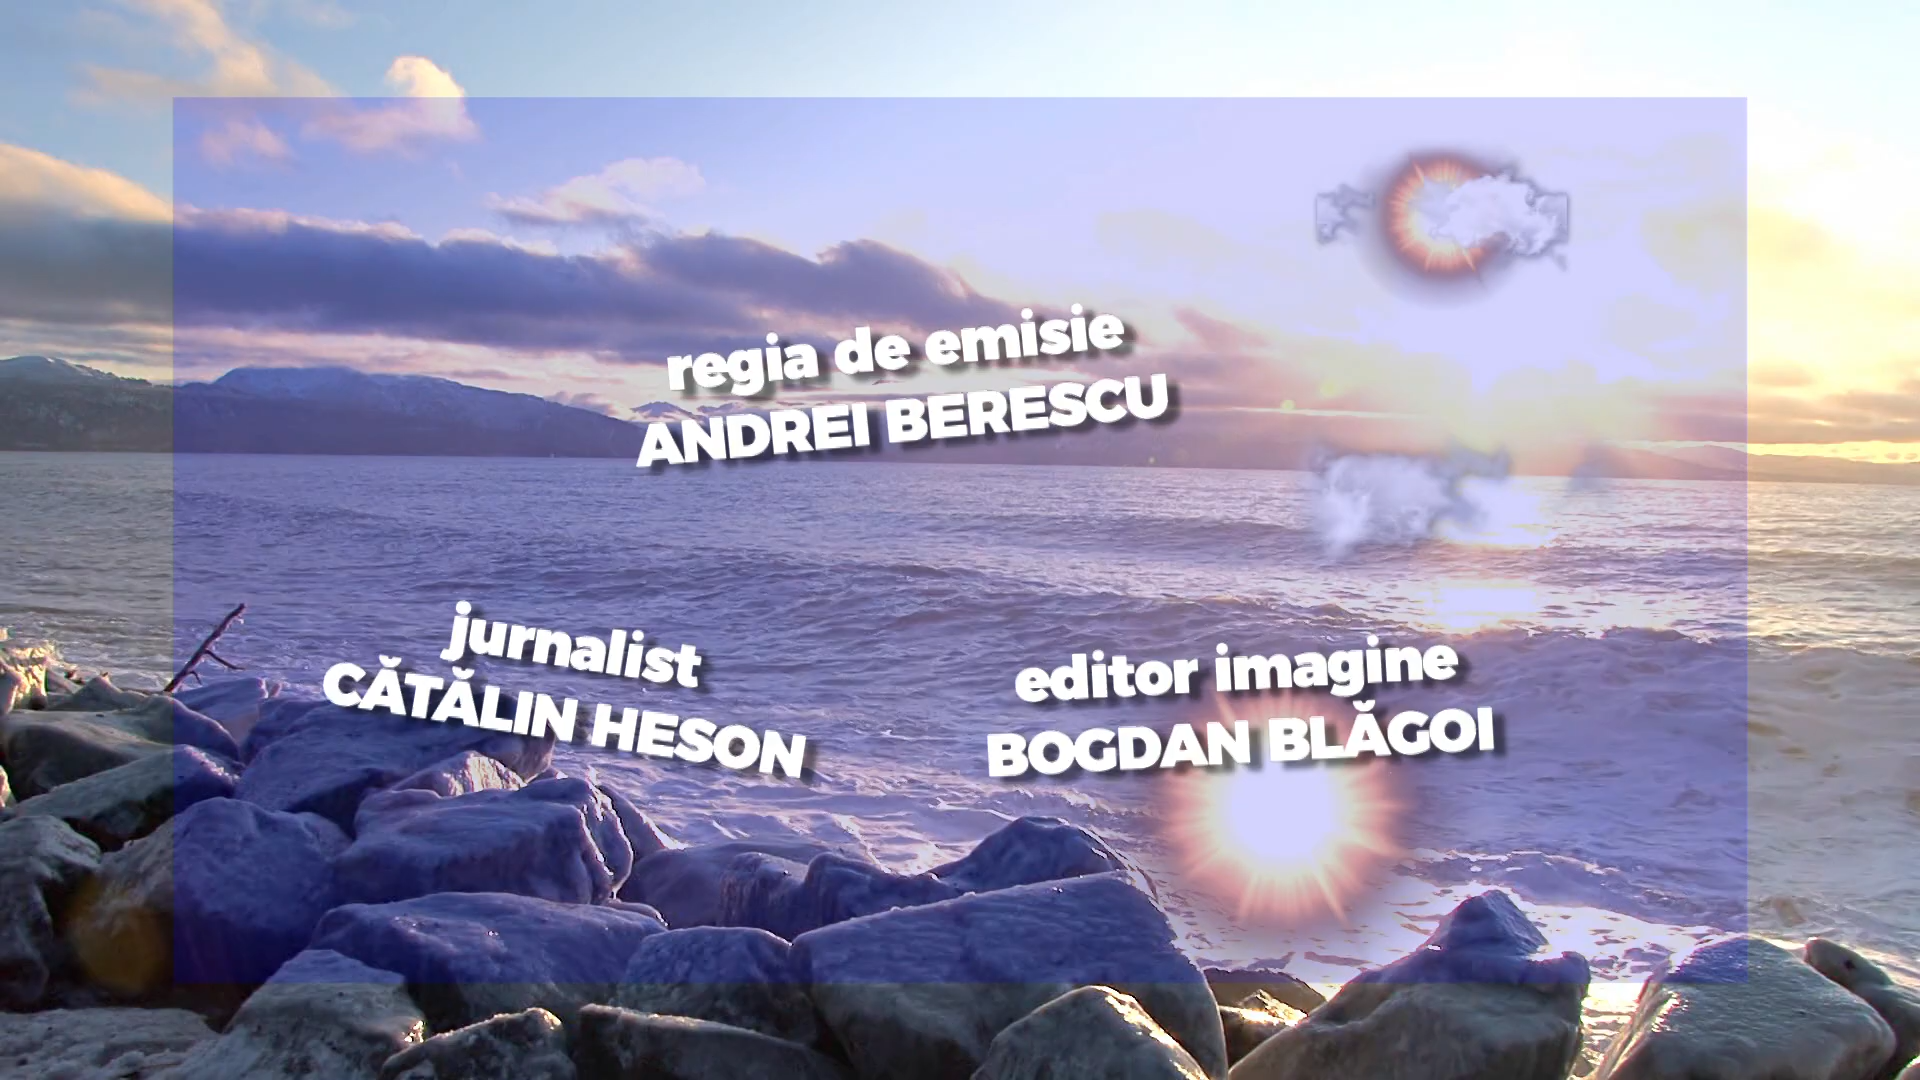 regia de emisie
ANDREI BERESCU
jurnalist
CĂTĂLIN HESON
editor imagine
BOGDAN BLĂGOI